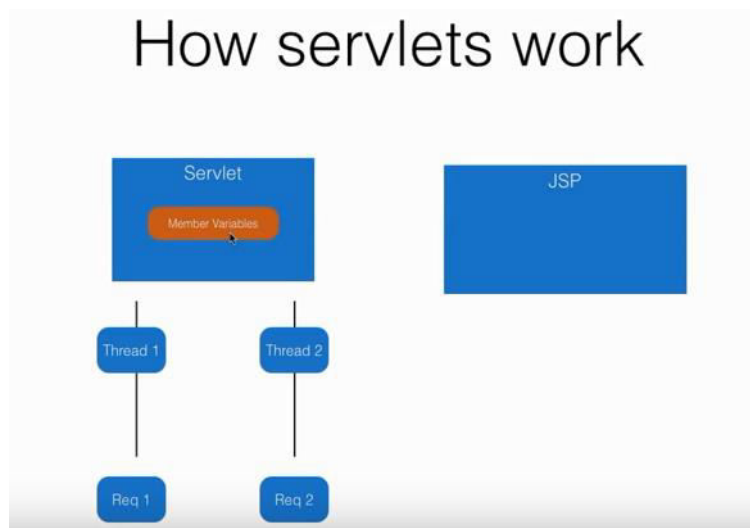 How servlets work
Servlet
JSP
Member Variables
Thread 1
Thread 2
Req 1
Req 2